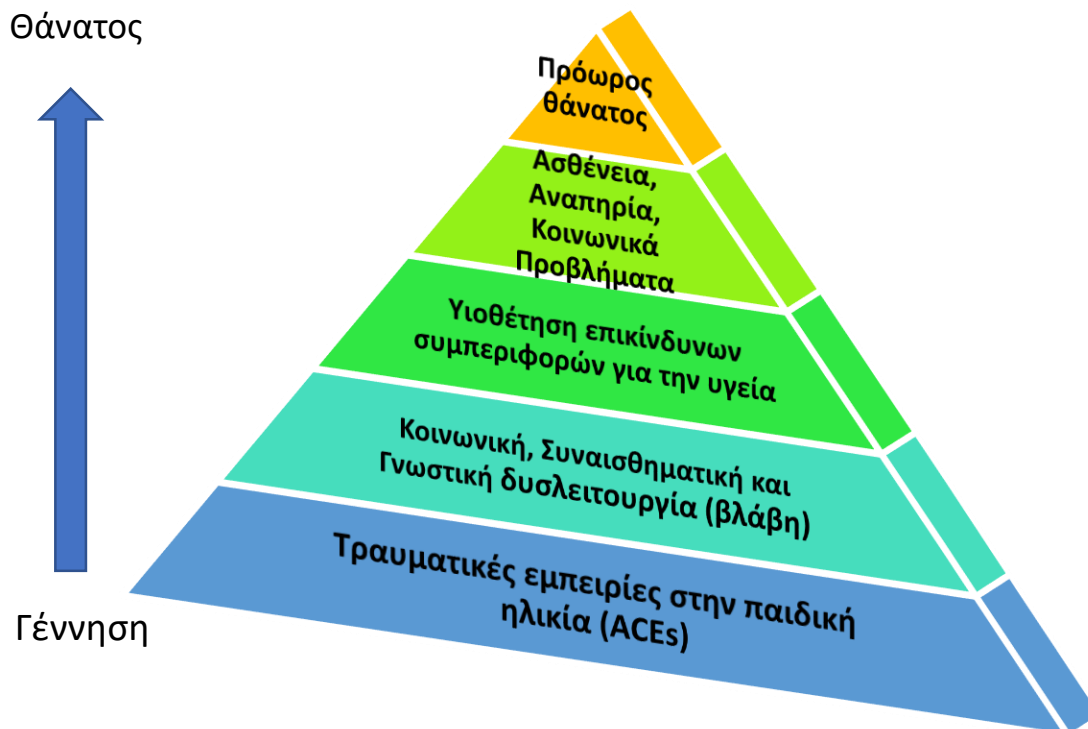 Θάνατος
Πρόωρος
θάνατος
Ασθένεια,
Αναπηρία,
Κοινωνικά
Προβλήματα
Υιοθέτηση επικίνδυνων
συμπεριφορών για την υγεία
Κοινωνική, Συναισθηματική και
Γνωστική δυσλειτουργία (βλάβη)
Τραυματικές εμπειρίες στην παιδική
ηλικία (ACEs)
Γέννηση